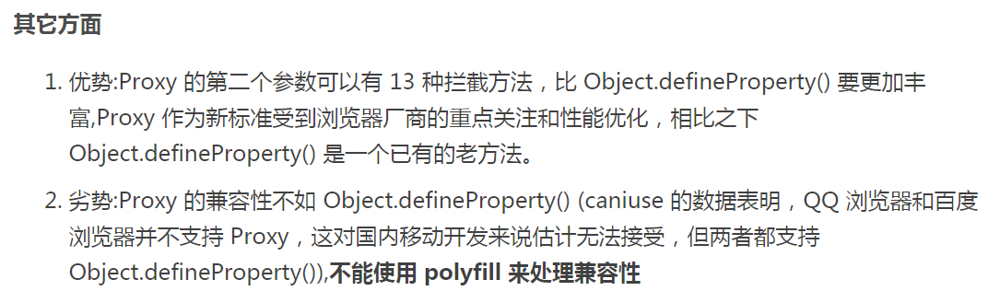 其它方面
1. 优势:Proxy 的第二个参数可以有 13 种拦截方法，比 Object.defineProperty() 要更加丰
富,Proxy 作为新标准受到浏览器厂商的重点关注和性能优化，相比之下
Object.defineProperty() 是一个已有的老方法。
2. 劣势:Proxy 的兼容性不如 Object.defineProperty() (caniuse 的数据表明，QQ 浏览器和百度
浏览器并不支持 Proxy，这对国内移动开发来说估计无法接受，但两者都支持
Object.defineProperty()),不能使用 polyfill 来处理兼容性